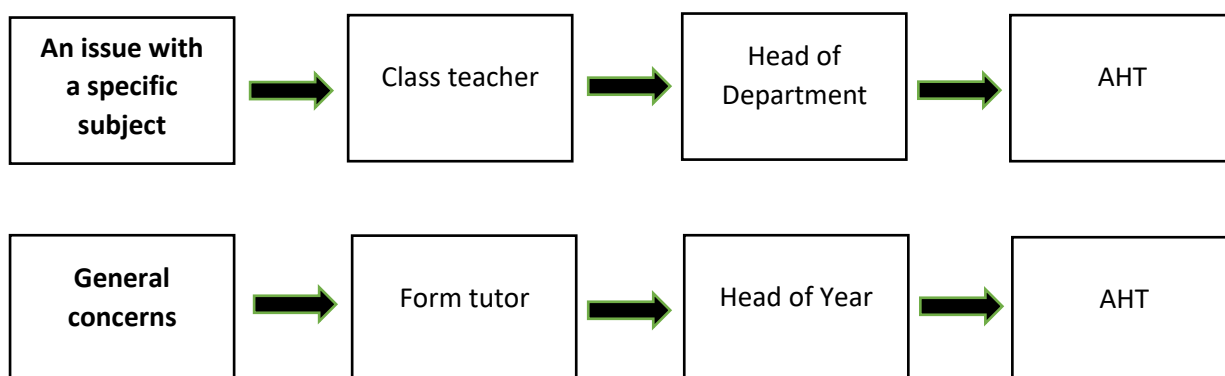 An issue with
a specific
subject
Class teacher
Head of
Department
AHT
General
concerns
Form tutor
Head of Year
AHT